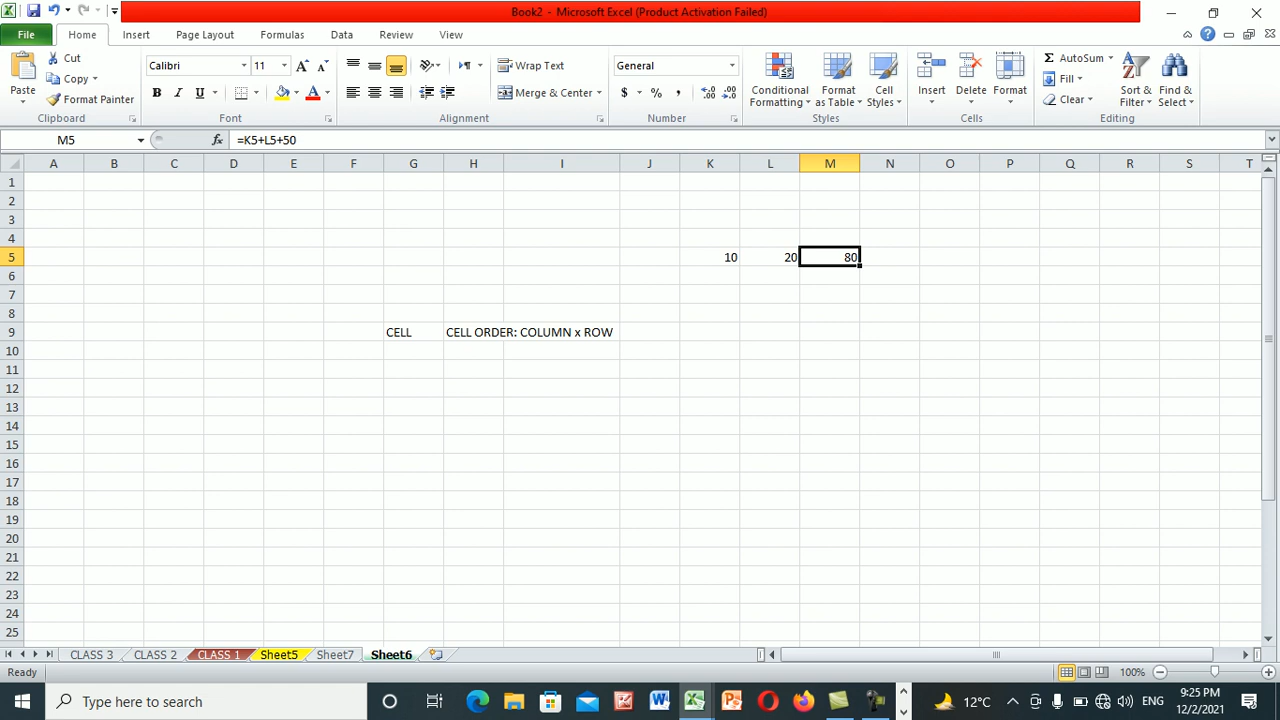 Book2 - Microsoft Excel (Product Activation Failed)
File Home Insert Page Layout Formulas Data Review View
Paste
Cut
Copy
Format Painter
Clipboard
Calibri 11
B I U
Font
Wrap Text
Merge & Center
Alignment
General
$ % ,
Number
Conditional Formatting
Format as Table
Cell Styles
Styles
Insert Delete Format
Cells
AutoSum
Fill
Clear
Sort & Filter
Find & Select
Editing
M5 fx =K5+L5+50
A B C D E F G H I J K L M N O P Q R S T
1
2
3
4
5 10 20 80
6
7
8
9 CELL CELL ORDER: COLUMN x ROW
10
11
12
13
14
15
16
17
18
19
20
21
22
23
24
25
CLASS 3 CLASS 2 CLASS 1 Sheet5 Sheet7 Sheet6
Ready 100%
Type here to search 12°C ENG 9:25 PM
12/2/2021